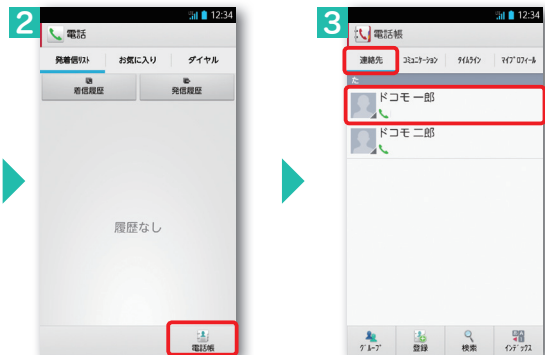 2
12:34
電話
発着信リスト お気に入り ダイヤル
着信履歴 発信履歴
履歴なし
電話帳
3
12:34
電話帳
連絡先 コミュニケーション タイムライン マイプロフィール
た
ドコモ 一郎
ドコモ 二郎
グループ 登録 検索 インデックス